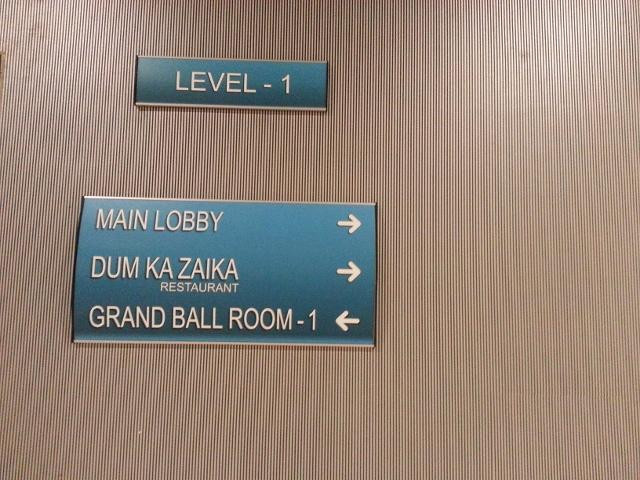 LEVEL - 1
MAIN LOBBY →
DUM KA ZAIKA →
RESTAURANT
GRAND BALL ROOM - 1 ←